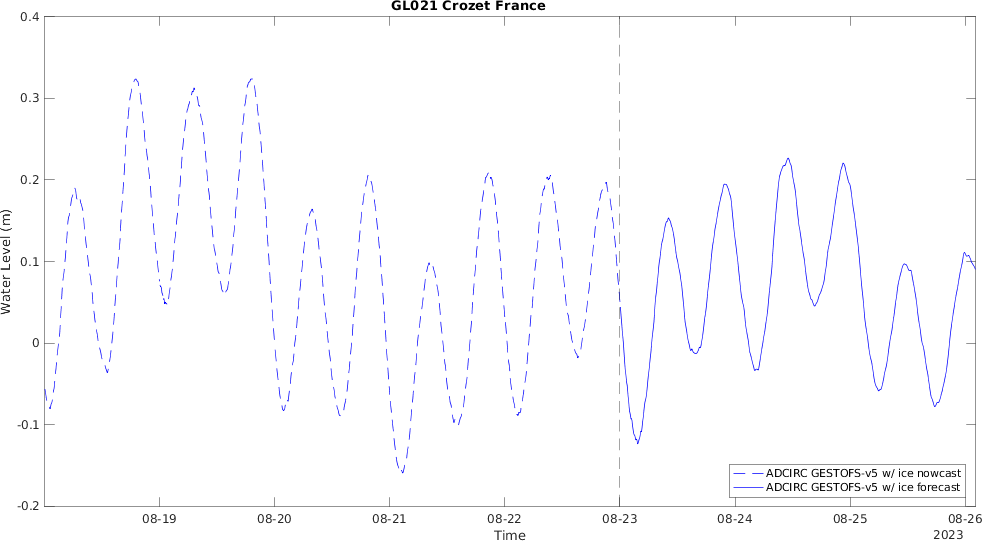 GL021 Crozet France
0.4
0.3
0.2
0.1
0
-0.1
-0.2
Water Level (m)
08-19 08-20 08-21 08-22 08-23 08-24 08-25 08-26
2023
Time
ADCIRC GESTOFS-v5 w/ ice nowcast
ADCIRC GESTOFS-v5 w/ ice forecast